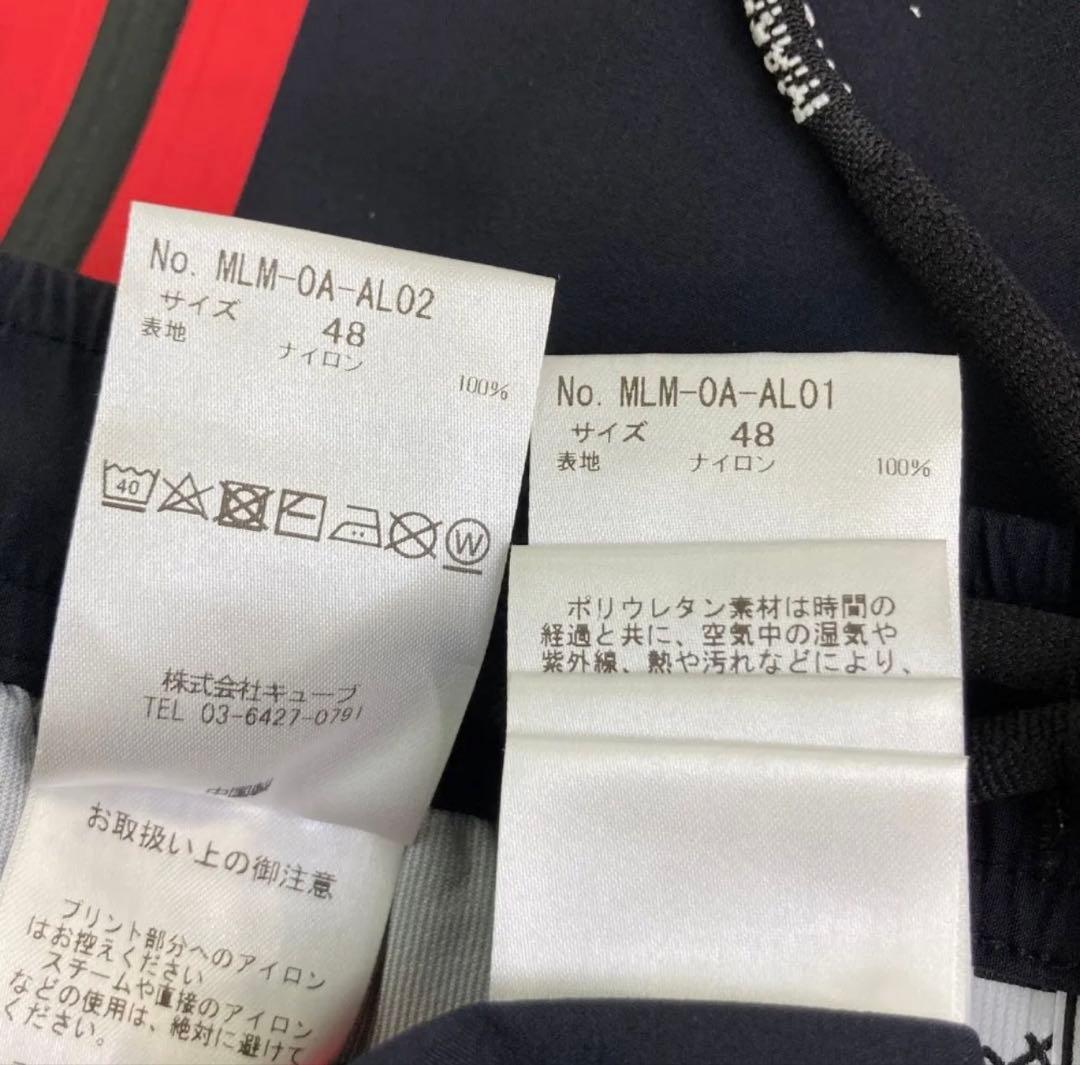 No. MLM-OA-AL02
サイズ 48
表地 ナイロン 100%
40
W
株式会社キューブ
TEL 03-6427-0791
中国製
お取扱い上の御注意
プリント部分へのアイロン
はお控えください
スチームや直接のアイロン
などの使用は、絶対に避けて
ください。
No. MLM-OA-AL01
サイズ 48
表地 ナイロン 100%
ポリウレタン素材は時間の
経過と共に、空気中の湿気や
紫外線、熱や汚れなどにより、